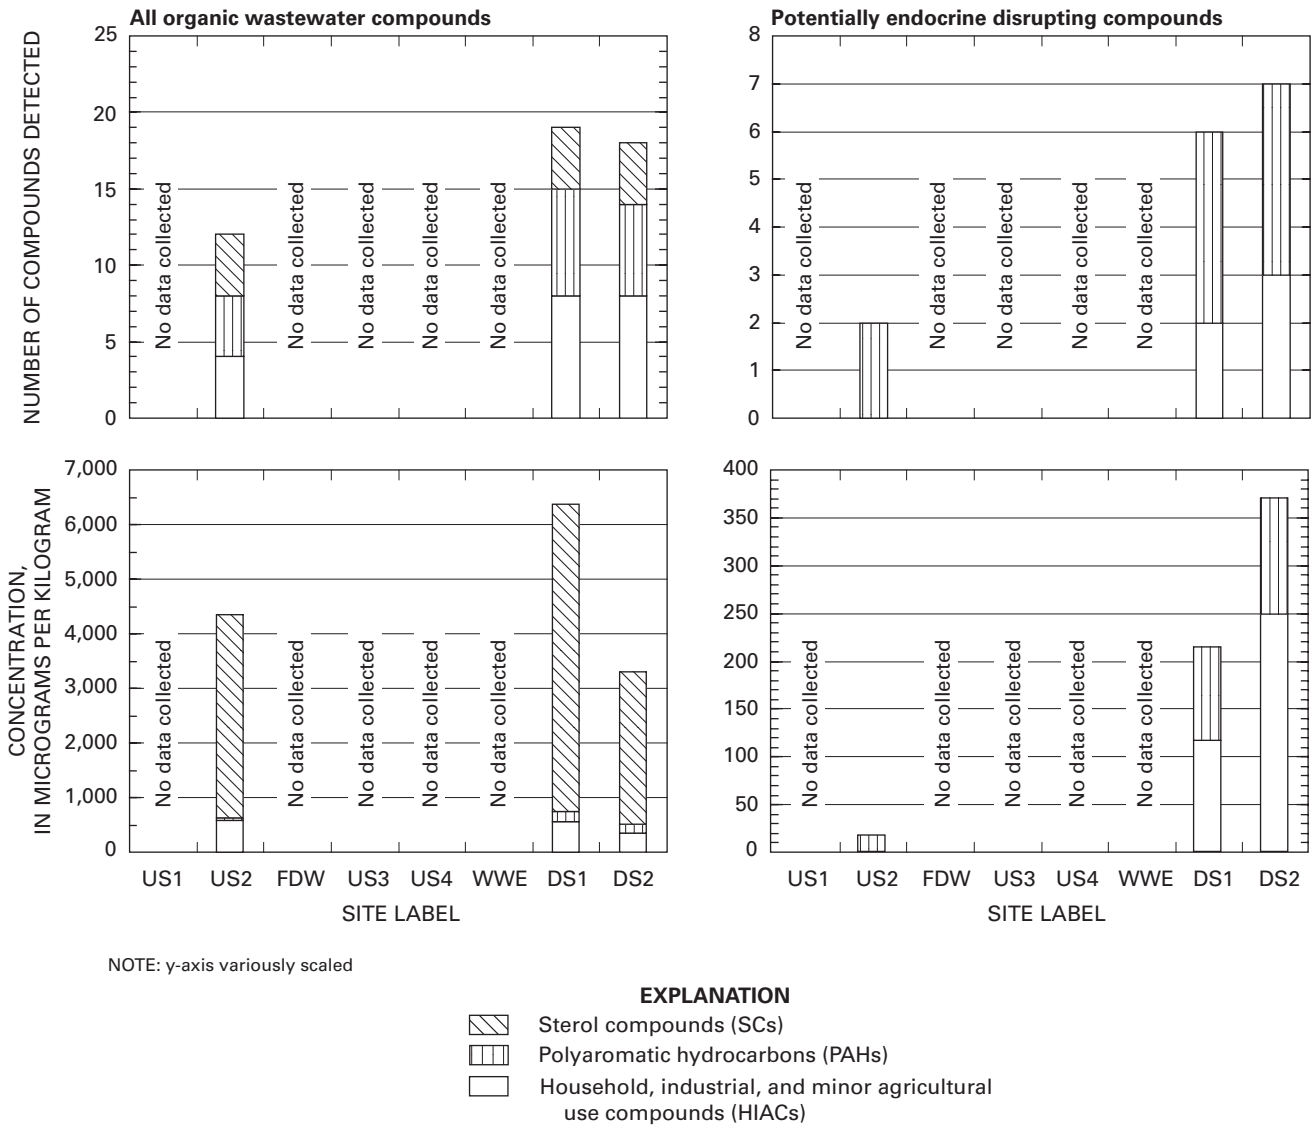 All organic wastewater compounds
Potentially endocrine disrupting compounds
NUMBER OF COMPOUNDS DETECTED
25
20
15
10
5
0
No data collected
No data collected
No data collected
No data collected
No data collected
8
7
6
5
4
3
2
1
0
No data collected
No data collected
No data collected
No data collected
No data collected
CONCENTRATION,
IN MICROGRAMS PER KILOGRAM
7,000
6,000
5,000
4,000
3,000
2,000
1,000
0
No data collected
No data collected
No data collected
No data collected
No data collected
US1 US2 FDW US3 US4 WWE DS1 DS2
SITE LABEL
400
350
300
250
200
150
100
50
0
No data collected
No data collected
No data collected
No data collected
No data collected
US1 US2 FDW US3 US4 WWE DS1 DS2
SITE LABEL
NOTE: y-axis variously scaled
EXPLANATION
Sterol compounds (SCs)
Polyaromatic hydrocarbons (PAHs)
Household, industrial, and minor agricultural
use compounds (HIACs)